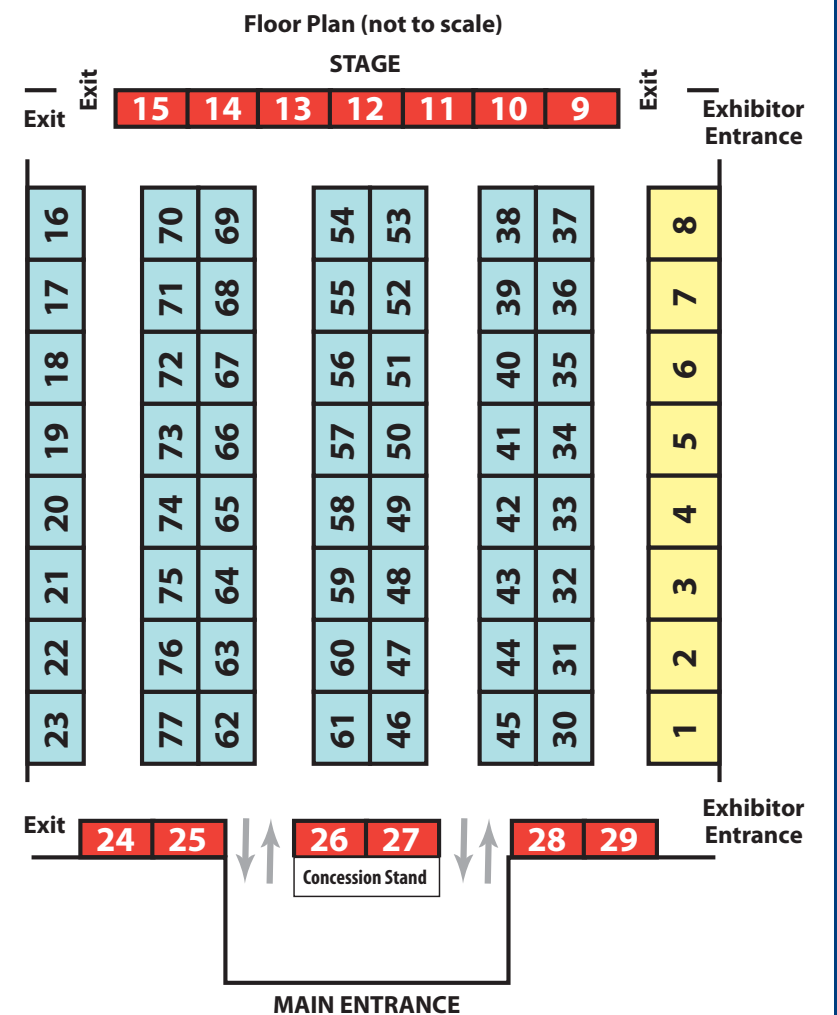 Floor Plan (not to scale)
STAGE
Exit
Exit
15 14 13 12 11 10 9
Exit
Exhibitor
Entrance
16 70 69 54 53 38 37 8
17 71 68 55 52 39 36 7
18 72 67 56 51 40 35 6
19 73 66 57 50 41 34 5
20 74 65 58 49 42 33 4
21 75 64 59 48 43 32 3
22 76 63 60 47 44 31 2
23 77 62 61 46 45 30 1
Exit
24 25 26 27 28 29
Exhibitor
Entrance
Concession Stand
MAIN ENTRANCE